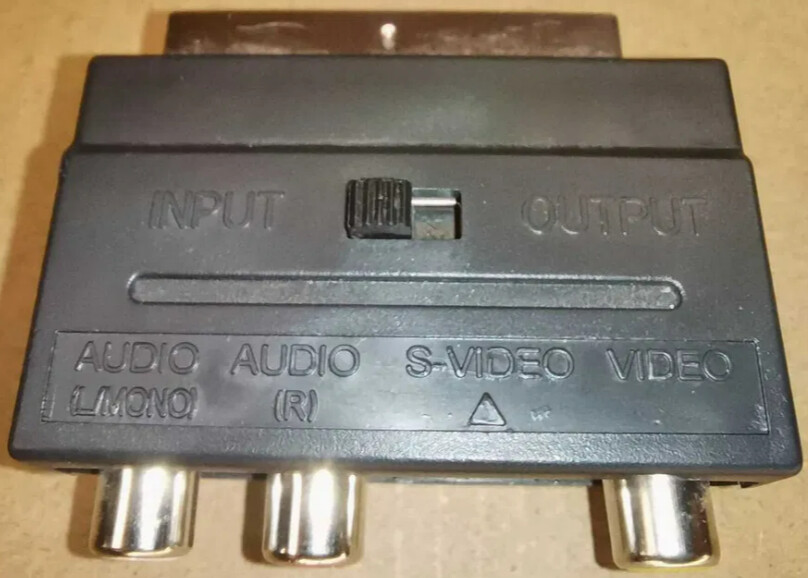 INPUT OUTPUT
AUDIO AUDIO S-VIDEO VIDEO
(L/MONO) (R)